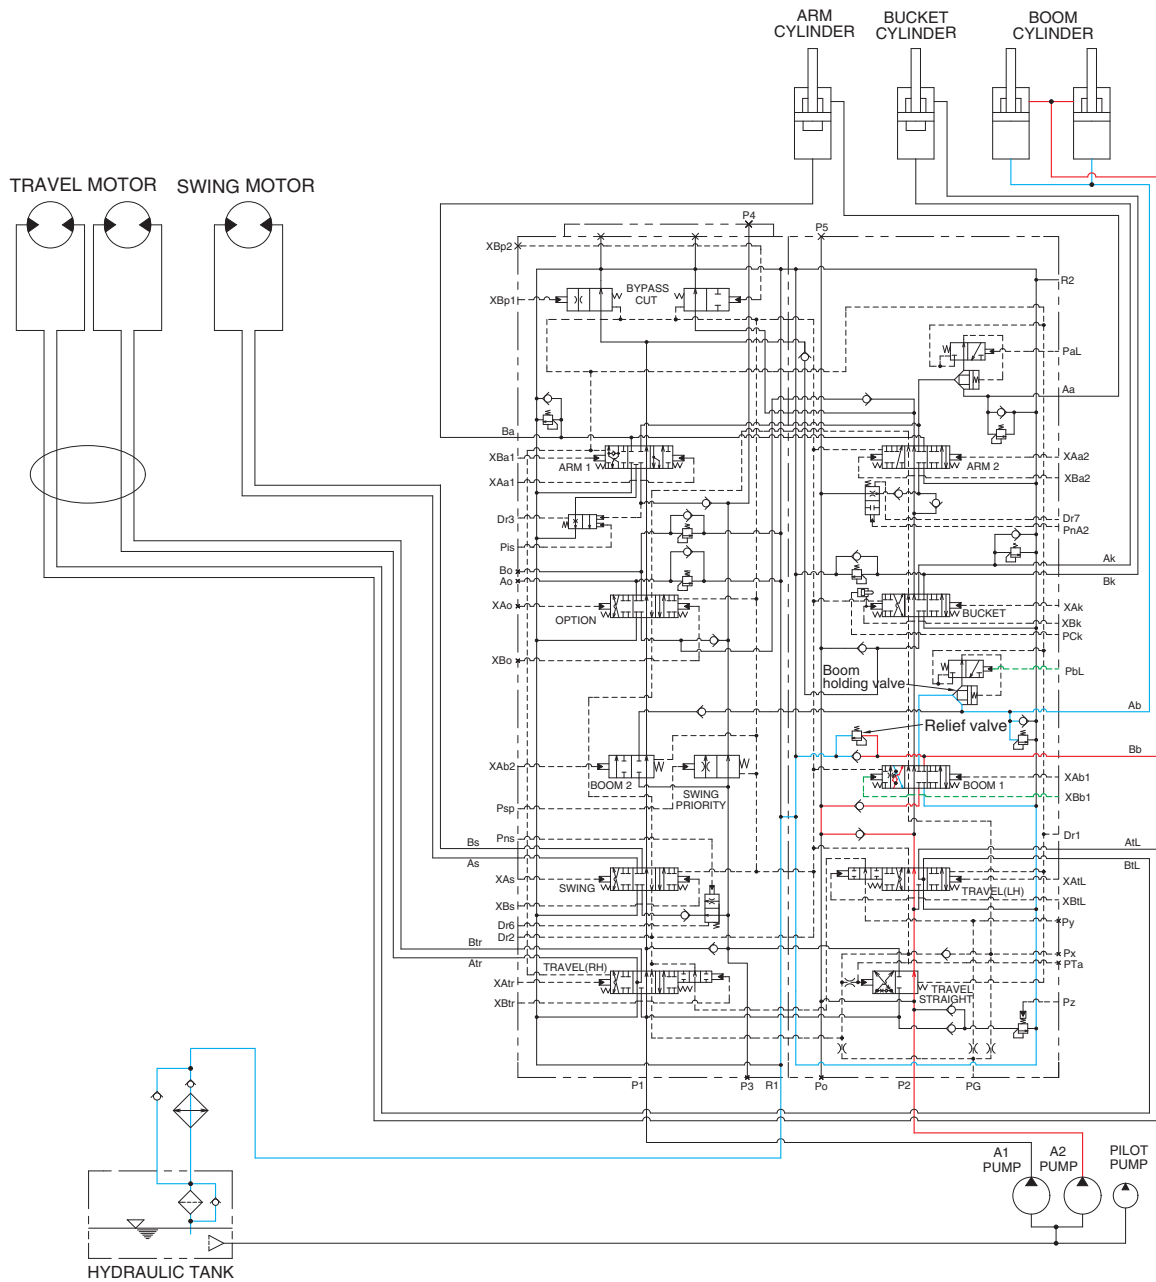 ARM
CYLINDER
BUCKET
CYLINDER
BOOM
CYLINDER
TRAVEL MOTOR
SWING MOTOR
P4
P5
XBp2
XBp1
BYPASS
CUT
R2
PaL
Aa
Ba
XBa1
ARM 1
XAa1
ARM 2
XAa2
XBa2
Dr3
Pis
Dr7
PnA2
Bo
Ao
Ak
Bk
XAo
OPTION
XBo
BUCKET
XAk
XBk
PCk
Boom
holding valve
PbL
Ab
Relief valve
Bb
XAb2
BOOM 2
SWING
PRIORITY
Psp
BOOM 1
XAb1
XBb1
Pns
Bs
As
Dr1
AtL
BtL
XAs
SWING
XBs
Dr6
Dr2
TRAVEL(LH)
XAtL
XBtL
Py
Btr
Atr
TRAVEL(RH)
XAtr
XBtr
Px
PTa
TRAVEL
STRAIGHT
Pz
P1
P3
R1
Po
P2
PG
A1
PUMP
A2
PUMP
PILOT
PUMP
HYDRAULIC TANK